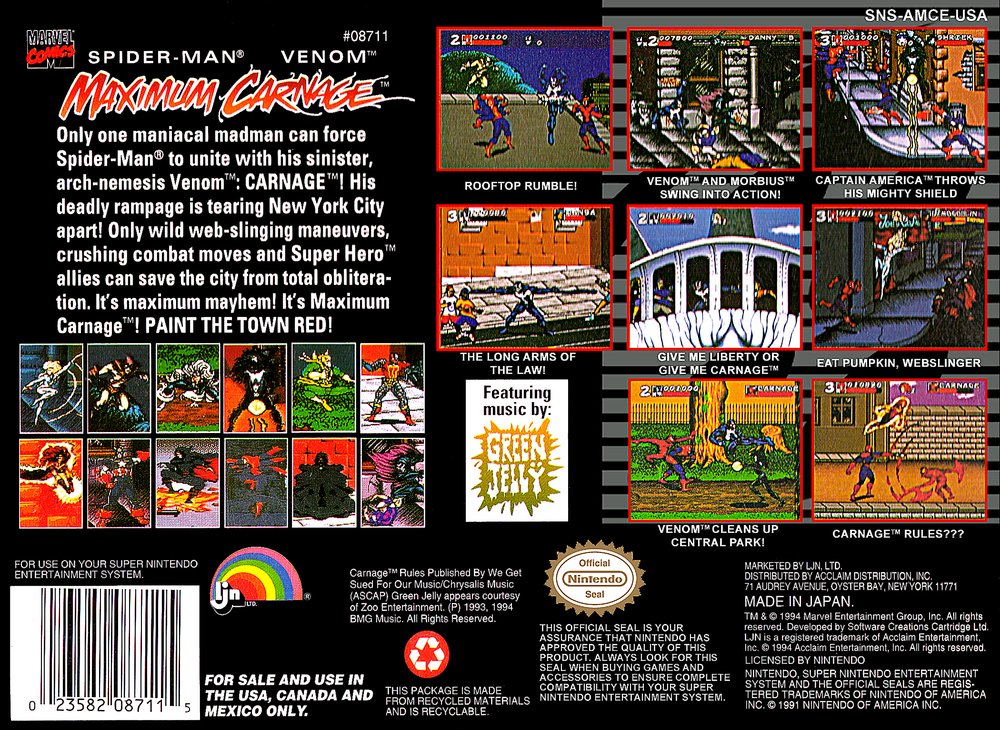 SNS-AMCE-USA
MARVEL
COMICS
#08711
SPIDER-MAN® VENOM™
MAXIMUM CARNAGE™
Only one maniacal madman can force
Spider-Man® to unite with his sinister,
arch-nemesis Venom™: CARNAGE™! His
deadly rampage is tearing New York City
apart! Only wild web-slinging maneuvers,
crushing combat moves and Super Hero™
allies can save the city from total oblitera-
tion. It's maximum mayhem! It's Maximum
Carnage™! PAINT THE TOWN RED!
ROOFTOP RUMBLE!
VENOM™ AND MORBIUS™
SWING INTO ACTION!
CAPTAIN AMERICA™ THROWS
HIS MIGHTY SHIELD
THE LONG ARMS OF
THE LAW!
GIVE ME LIBERTY OR
GIVE ME CARNAGE™
EAT PUMPKIN, WEBSLINGER
CARNAGE
CARNAGE
VENOM™ CLEANS UP
CENTRAL PARK!
CARNAGE™ RULES???
Featuring
music by:
GREEN
JELLY
FOR USE ON YOUR SUPER NINTENDO
ENTERTAINMENT SYSTEM.
0 23582 08711 5
ljn LTD. ®
FOR SALE AND USE IN
THE USA, CANADA AND
MEXICO ONLY.
Carnage™ Rules Published By We Get
Sued For Our Music/Chrysalis Music
(ASCAP) Green Jelly appears courtesy
of Zoo Entertainment. (P) 1993, 1994
BMG Music. All Rights Reserved.
THIS PACKAGE IS MADE
FROM RECYCLED MATERIALS
AND IS RECYCLABLE.
Official
Nintendo
Seal
THIS OFFICIAL SEAL IS YOUR
ASSURANCE THAT NINTENDO HAS
APPROVED THE QUALITY OF THIS
PRODUCT. ALWAYS LOOK FOR THIS
SEAL WHEN BUYING GAMES AND
ACCESSORIES TO ENSURE COMPLETE
COMPATIBILITY WITH YOUR SUPER
NINTENDO ENTERTAINMENT SYSTEM.
MARKETED BY LJN, LTD.
DISTRIBUTED BY ACCLAIM DISTRIBUTION, INC.
71 AUDREY AVENUE, OYSTER BAY, NEW YORK 11771
MADE IN JAPAN.
TM & © 1994 Marvel Entertainment Group, Inc. All rights
reserved. Developed by Software Creations Cartridge Ltd.
LJN is a registered trademark of Acclaim Entertainment,
Inc. © 1994 Acclaim Entertainment, Inc. All rights reserved.
LICENSED BY NINTENDO
NINTENDO, SUPER NINTENDO ENTERTAINMENT
SYSTEM AND THE OFFICIAL SEALS ARE REGIS-
TERED TRADEMARKS OF NINTENDO OF AMERICA
INC. © 1991 NINTENDO OF AMERICA INC.